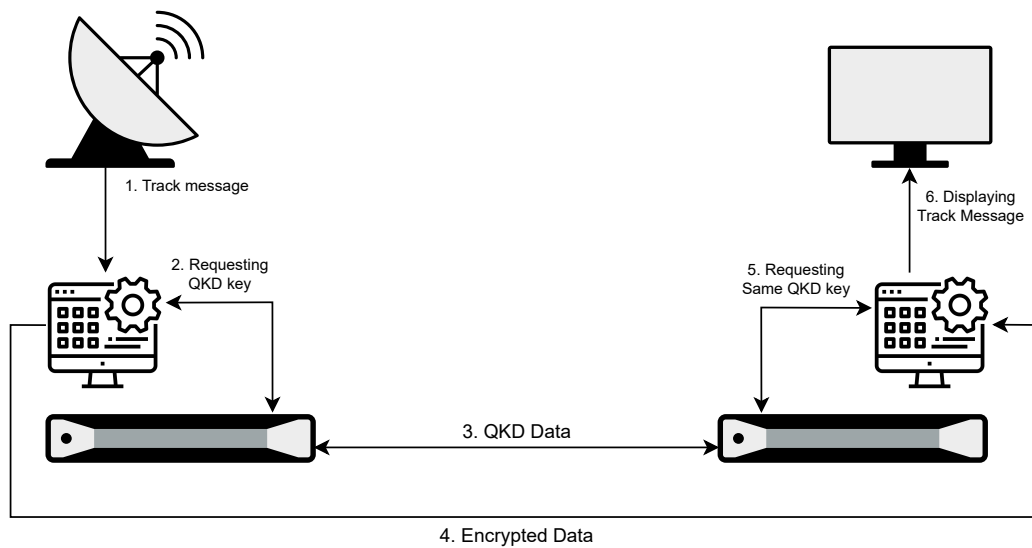 1. Track message
6. Displaying
Track Message
2. Requesting
QKD key
5. Requesting
Same QKD key
3. QKD Data
4. Encrypted Data